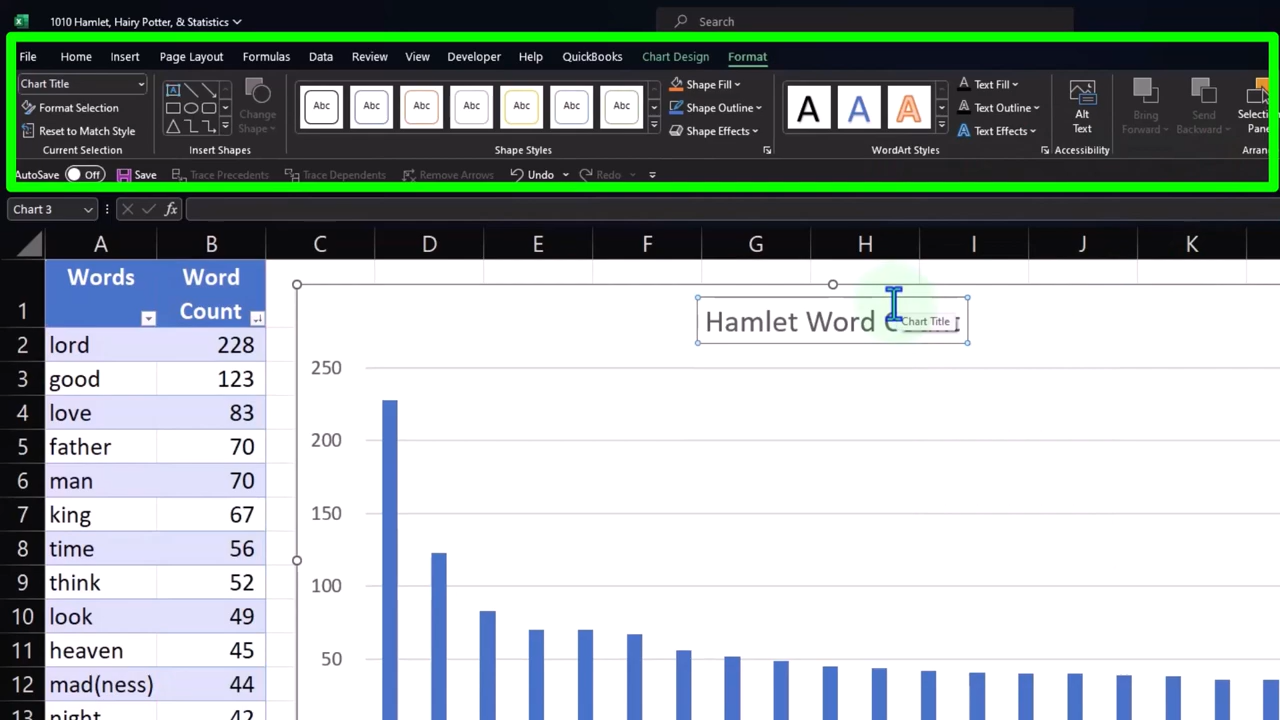 1010 Hamlet, Hairy Potter, & Statistics
Search
File Home Insert Page Layout Formulas Data Review View Developer Help QuickBooks Chart Design Format
Chart Title
Format Selection
Reset to Match Style
Current Selection
Change
Shape
Insert Shapes
Abc Abc Abc Abc Abc Abc Abc
Shape Fill
Shape Outline
Shape Effects
Shape Styles
A A A
Text Fill
Text Outline
Text Effects
WordArt Styles
Alt
Text
Accessibility
Bring
Forward
Send
Backward
AutoSave Off Save Trace Precedents Trace Dependents Remove Arrows Undo Redo
Chart 3 fx
A B C D E F G H I J K
1 Words Word
Count
2 lord 228
3 good 123
4 love 83
5 father 70
6 man 70
7 king 67
8 time 56
9 think 52
10 look 49
11 heaven 45
12 mad(ness) 44
13 night 42
Hamlet Word
Chart Title
250
200
150
100
50